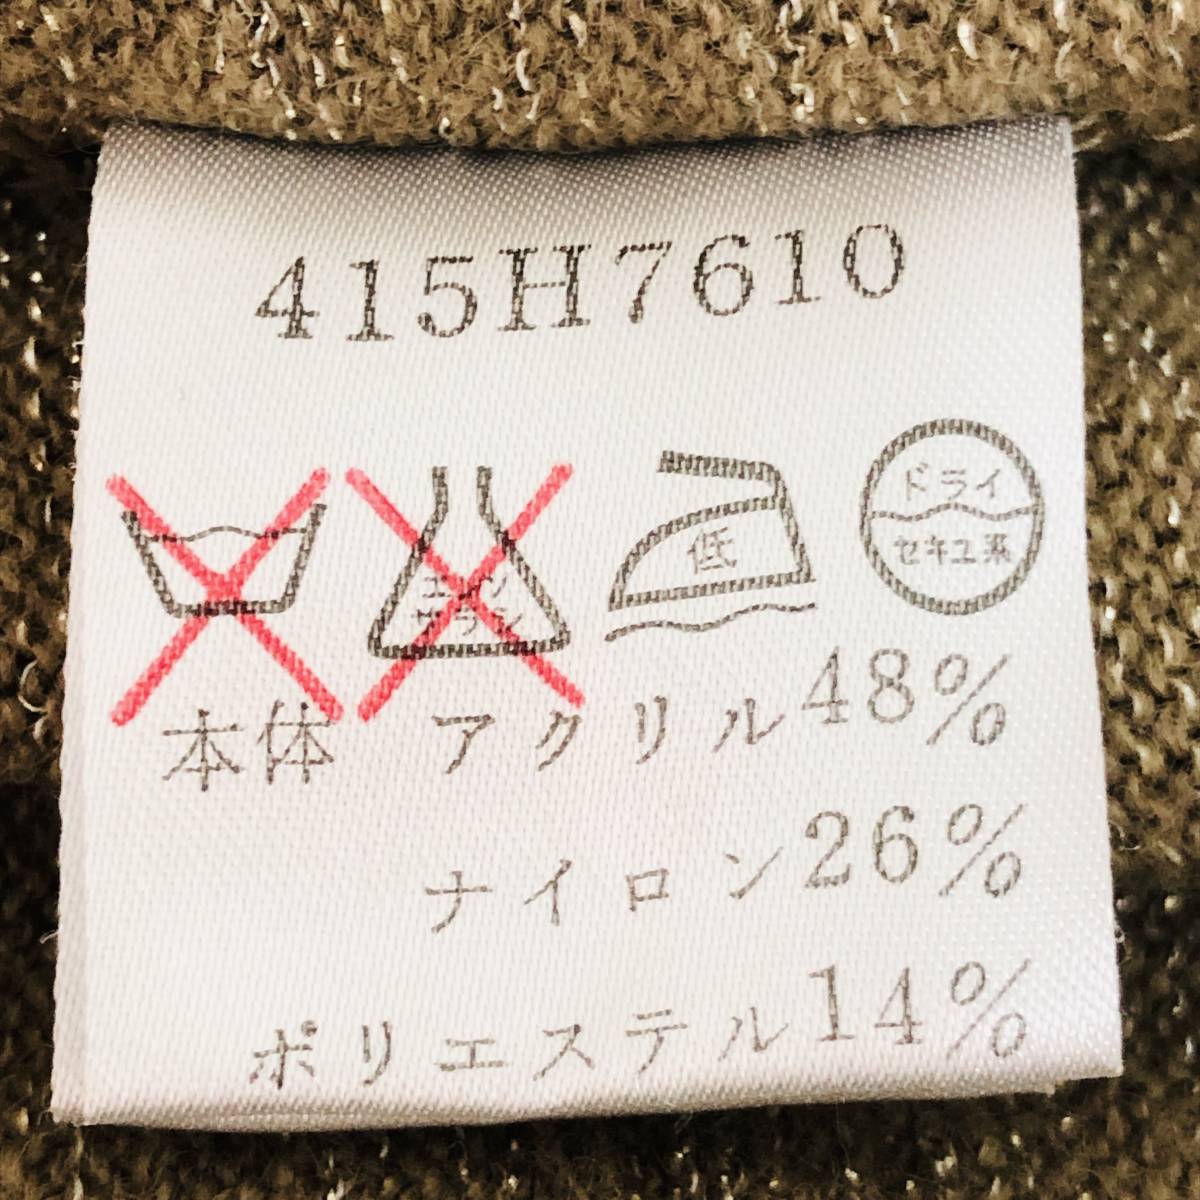 415H7610
エンソ
サラシ
低
ドライ
セキユ系
本体 アクリル48%
ナイロン26%
ポリエステル14%